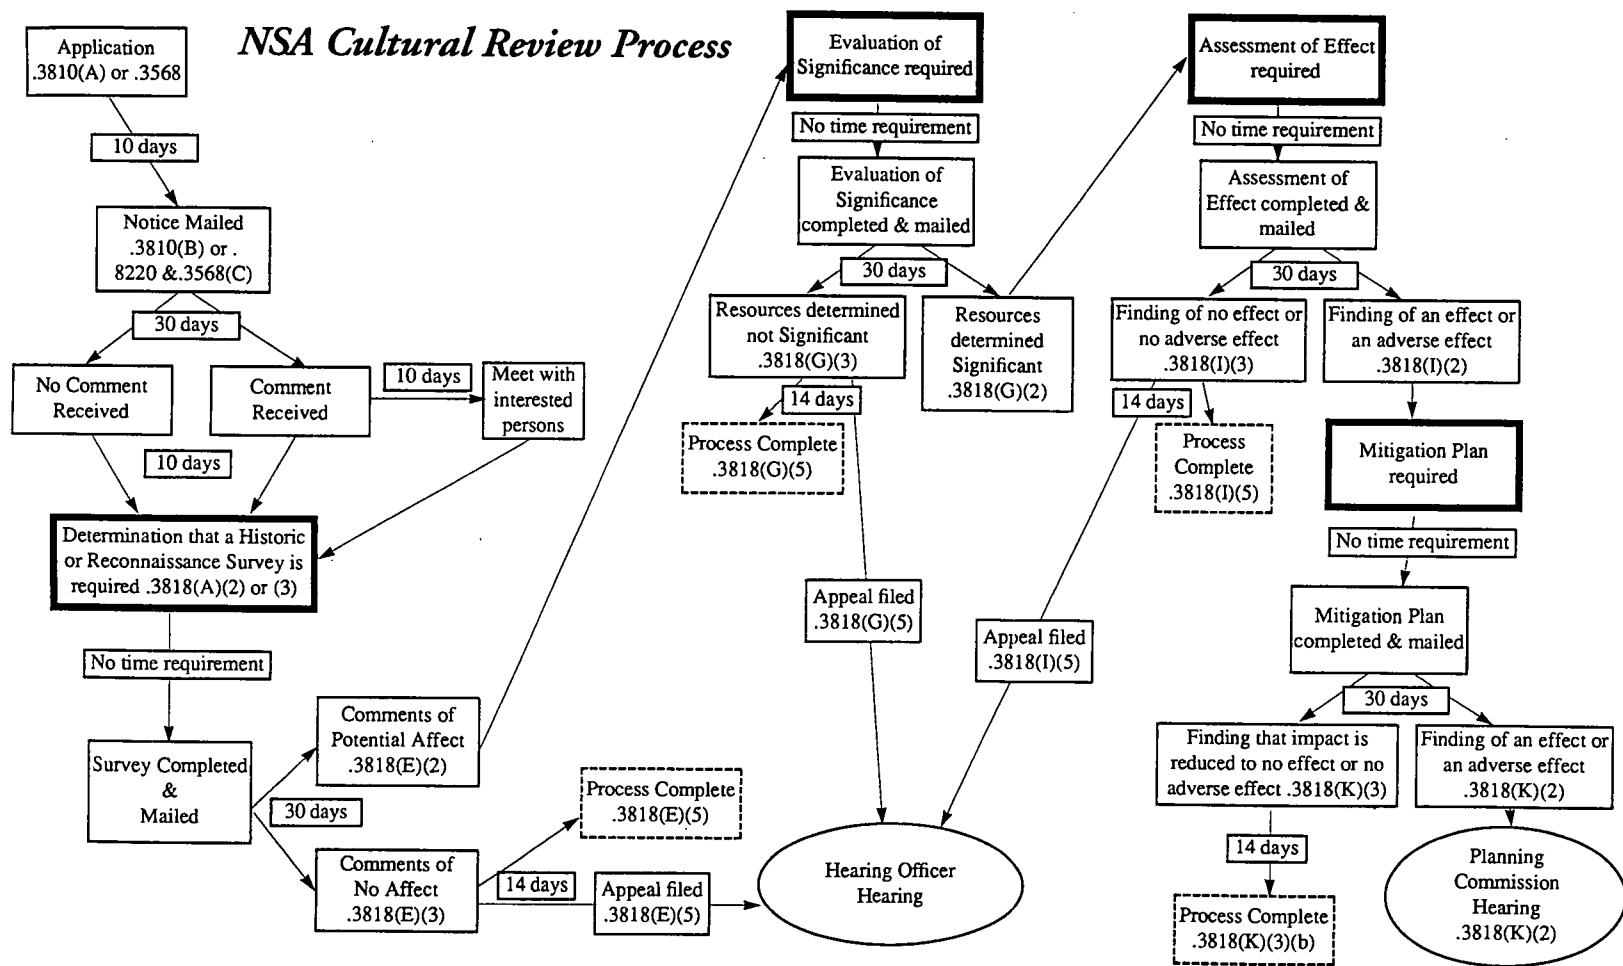 NSA Cultural Review Process
Application
.3810(A) or .3568
10 days
Notice Mailed
.3810(B) or .
8220 &.3568(C)
30 days
No Comment
Received
Comment
Received
10 days
Meet with
interested
persons
10 days
Determination that a Historic
or Reconnaissance Survey is
required .3818(A)(2) or (3)
No time requirement
Survey Completed
&
Mailed
30 days
Comments of
Potential Affect
.3818(E)(2)
Comments of
No Affect
.3818(E)(3)
14 days
Process Complete
.3818(E)(5)
Appeal filed
.3818(E)(5)
Evaluation of
Significance required
No time requirement
Evaluation of
Significance
completed & mailed
30 days
Resources determined
not Significant
.3818(G)(3)
Resources
determined
Significant
.3818(G)(2)
14 days
Process Complete
.3818(G)(5)
Appeal filed
.3818(G)(5)
Hearing Officer
Hearing
Assessment of Effect
required
No time requirement
Assessment of
Effect completed &
mailed
30 days
Finding of no effect or
no adverse effect
.3818(I)(3)
Finding of an effect or
an adverse effect
.3818(I)(2)
14 days
Process
Complete
.3818(I)(5)
Appeal filed
.3818(I)(5)
Mitigation Plan
required
No time requirement
Mitigation Plan
completed & mailed
30 days
Finding that impact is
reduced to no effect or no
adverse effect .3818(K)(3)
Finding of an effect or
an adverse effect
.3818(K)(2)
14 days
Process Complete
.3818(K)(3)(b)
Planning
Commission
Hearing
.3818(K)(2)